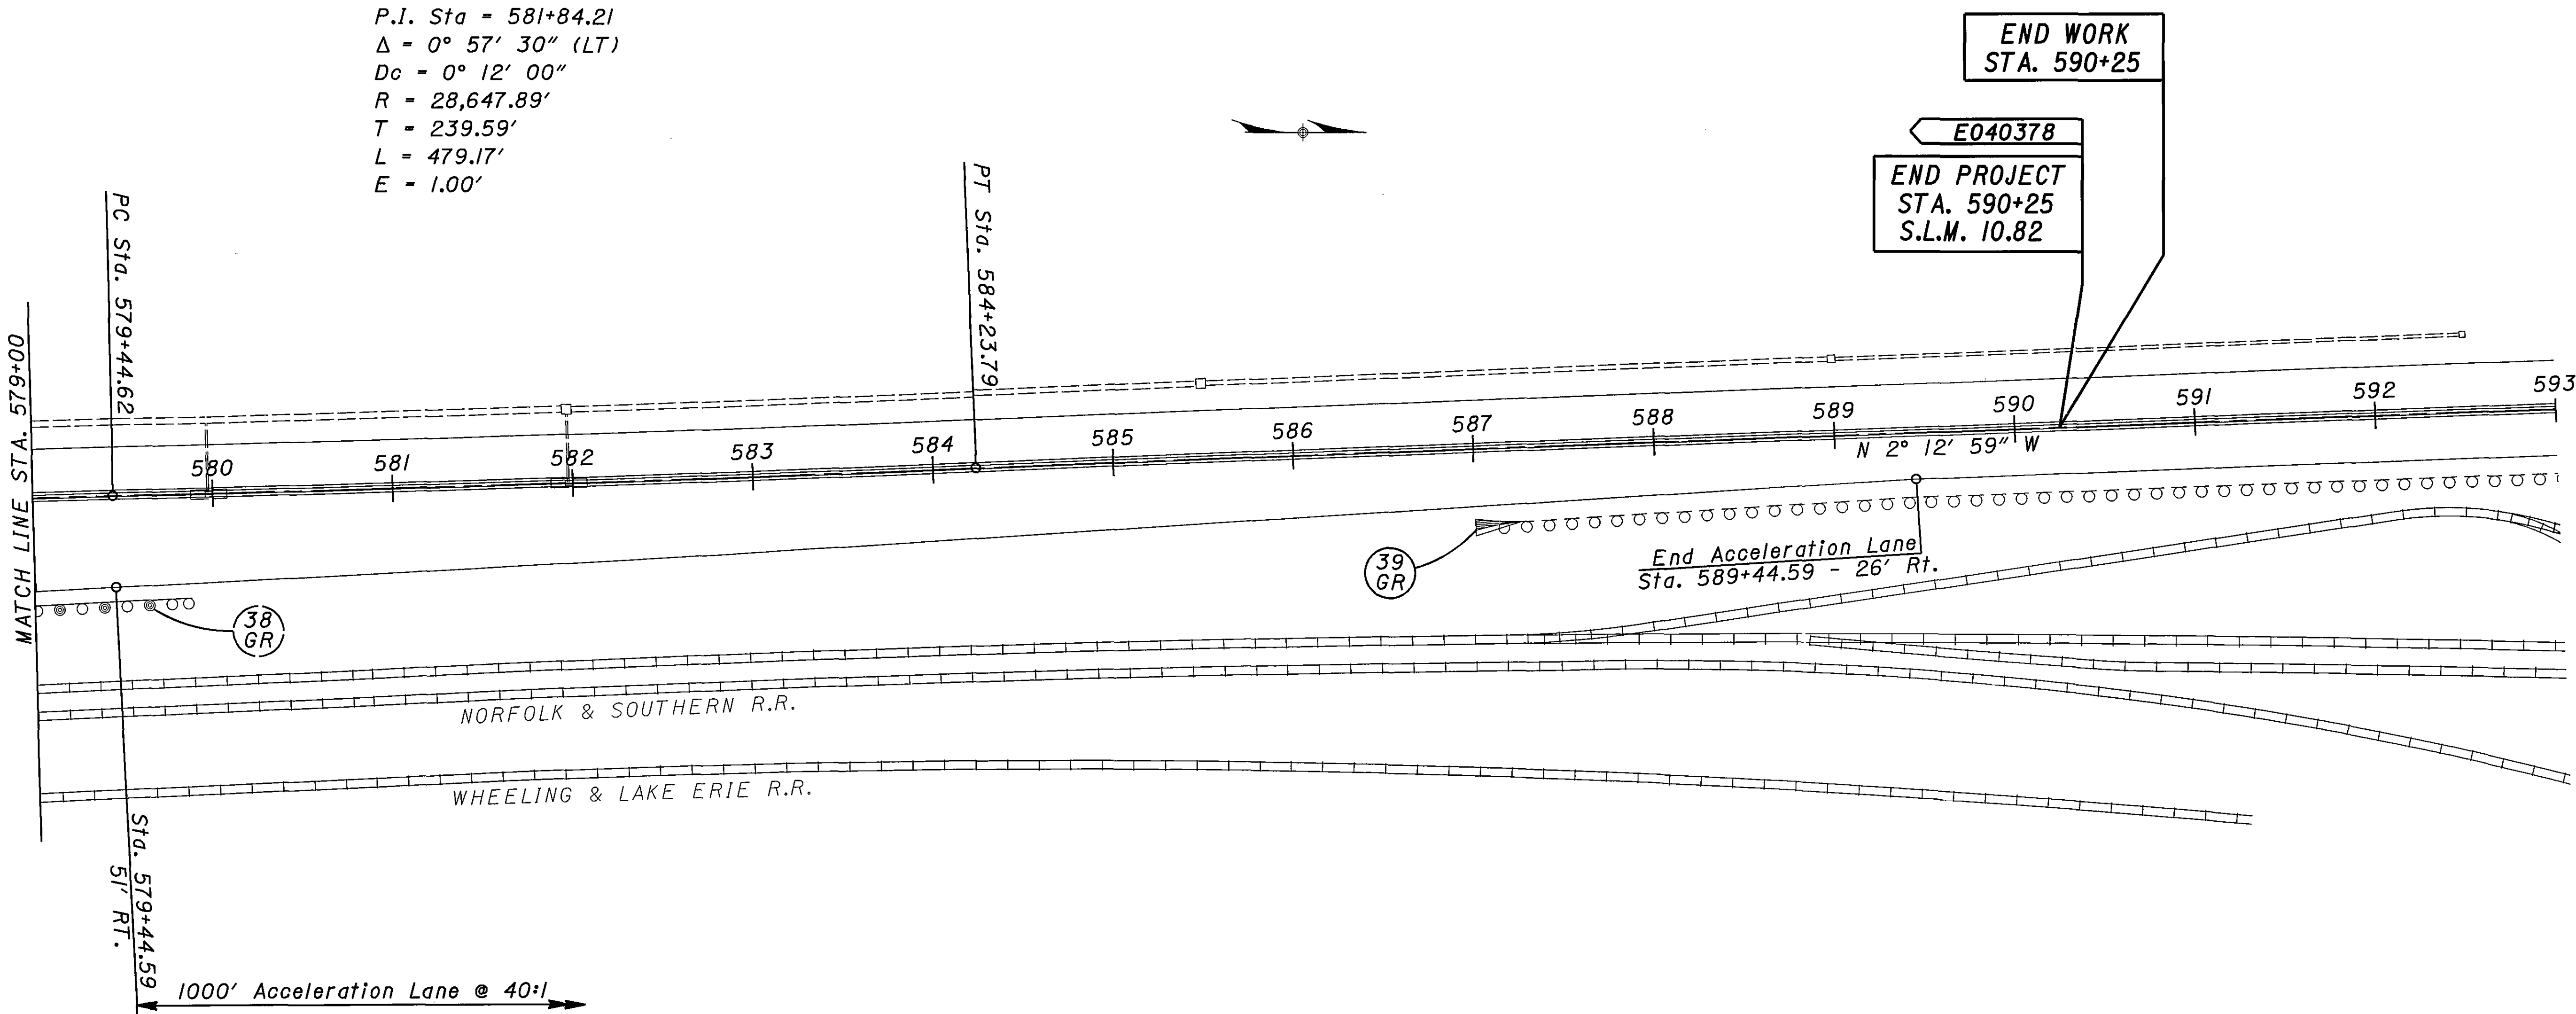 P.I. Sta = 581+84.21
Δ = 0° 57' 30" (LT)
Dc = 0° 12' 00"
R = 28,647.89'
T = 239.59'
L = 479.17'
E = 1.00'
END WORK
STA. 590+25
E040378
END PROJECT
STA. 590+25
S.L.M. 10.82
PC Sta. 579+44.62
PT Sta. 584+23.79
MATCH LINE STA. 579+00
580
581
582
583
584
585
586
587
588
589
590
591
592
593
N 2° 12' 59" W
39
GR
End Acceleration Lane
Sta. 589+44.59 - 26' Rt.
38
GR
NORFOLK & SOUTHERN R.R.
WHEELING & LAKE ERIE R.R.
Sta. 579+44.59
51' RT.
1000' Acceleration Lane @ 40:1